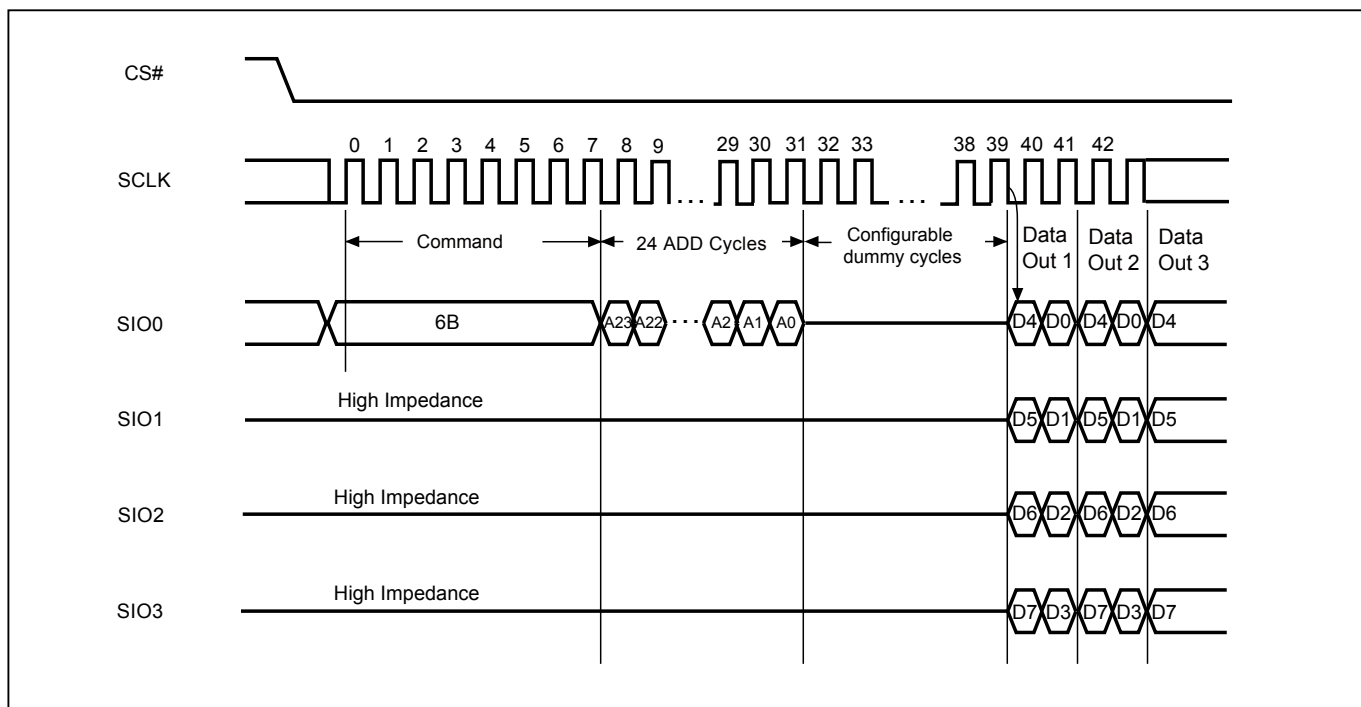 CS#
0 1 2 3 4 5 6 7 8 9 29 30 31 32 33 38 39 40 41 42
SCLK
Command 24 ADD Cycles Configurable dummy cycles Data Out 1 Data Out 2 Data Out 3
SIO0 6B A23 A22 A2 A1 A0 D4 D0 D4 D0 D4
High Impedance
SIO1 D5 D1 D5 D1 D5
High Impedance
SIO2 D6 D2 D6 D2 D6
High Impedance
SIO3 D7 D3 D7 D3 D7